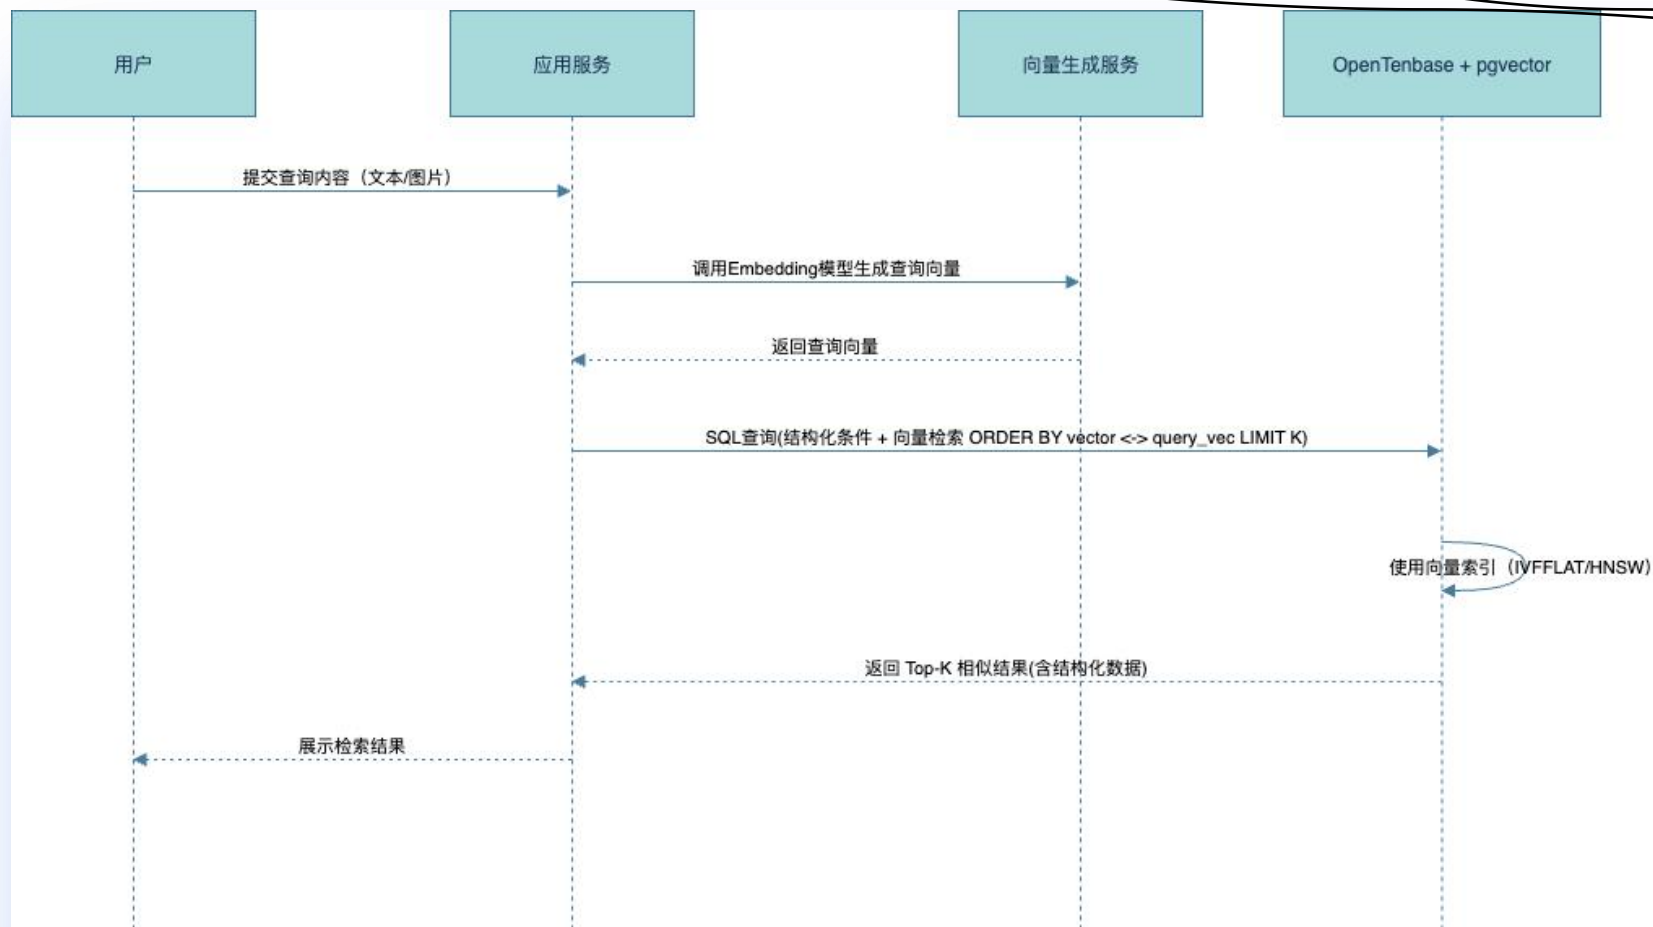 用户
应用服务
向量生成服务
OpenTenbase + pgvector
提交查询内容（文本/图片）
调用Embedding模型生成查询向量
返回查询向量
SQL查询(结构化条件 + 向量检索 ORDER BY vector <-> query_vec LIMIT K)
使用向量索引（IVFFLAT/HNSW）
返回 Top-K 相似结果(含结构化数据)
展示检索结果